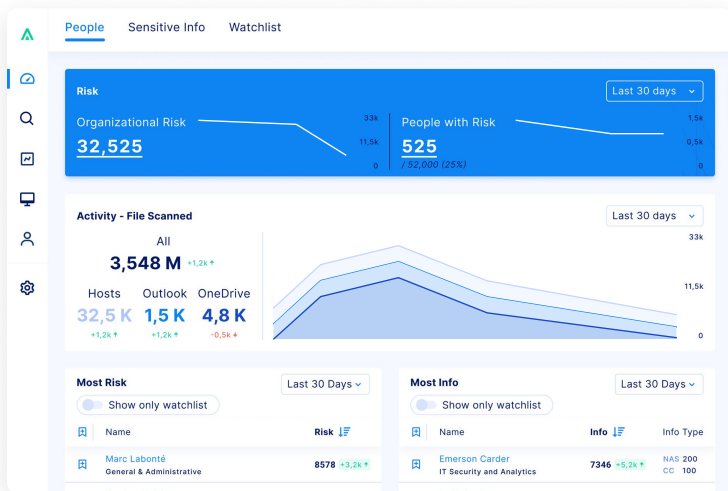 People Sensitive Info Watchlist
Risk
Last 30 days
Organizational Risk
32,525
33k
11,5k
0
People with Risk
525
/ 52,000 (25%)
1,5k
0,5k
0
Activity - File Scanned
Last 30 days
All
3,548 M +1,2k
Hosts Outlook OneDrive
32,5 K 1,5 K 4,8 K
+1,2k +1,2k -0,5k
33k
11,5k
0
Most Risk
Last 30 Days
Show only watchlist
Name Risk
Marc Labonté
General & Administrative
8578 +3,2k
Most Info
Last 30 Days
Show only watchlist
Name Info Info Type
Emerson Carder
IT Security and Analytics
7346 +5,2k
NAS 200
CC 100